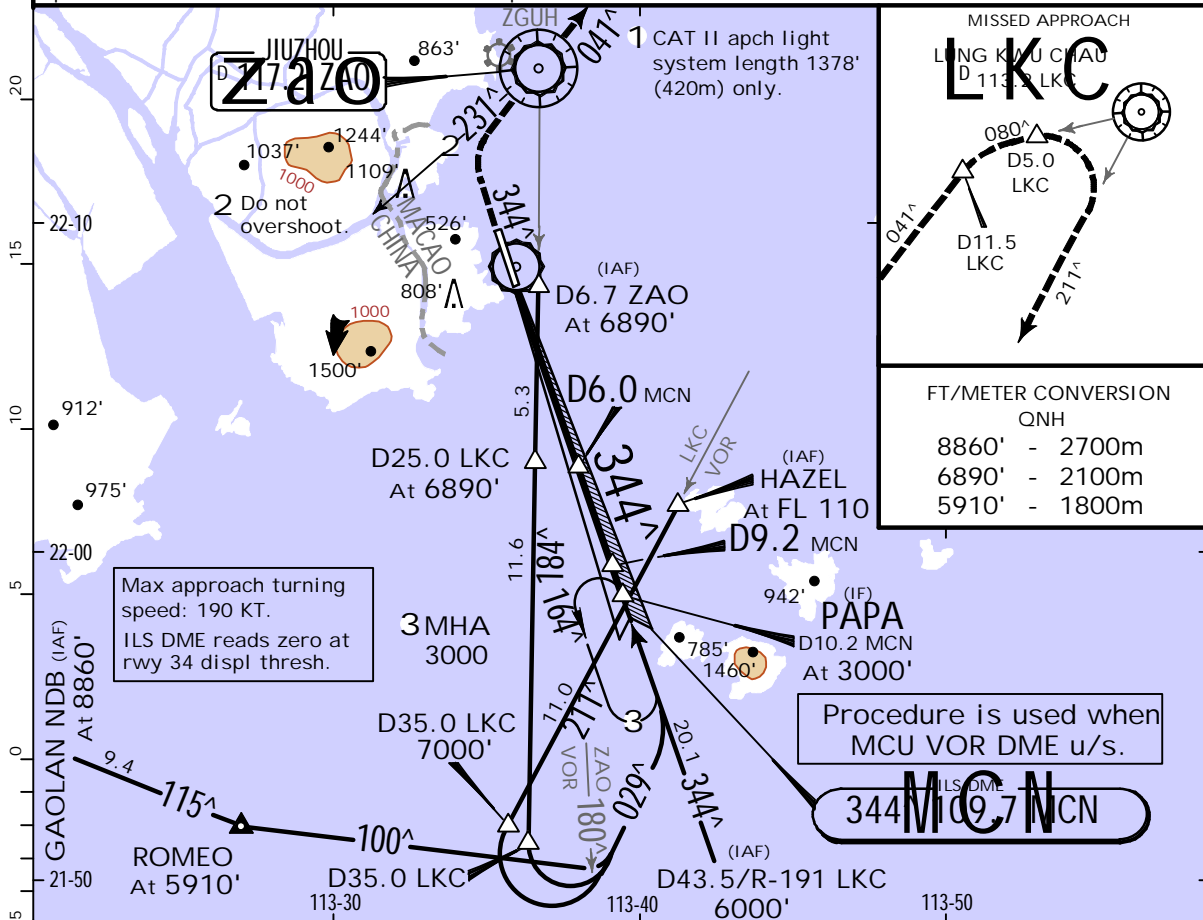 ZGUH
JIUZHOU
D 117.2 ZAO
zao
863'
041^
1 CAT II apch light
system length 1378'
(420m) only.
MISSED APPROACH
LUNG KWU CHAU
D 113.2 LKC
LKC
080^
D5.0
LKC
D11.5
LKC
041^
211^
20
1244'
1037'
1000
1109'
2
231^
2 Do not
overshoot.
344^
22-10
MACAO
CHINA
526'
15
808'
(IAF)
D6.7 ZAO
At 6890'
1000
1500'
5.3
D6.0 MCN
FT/METER CONVERSION
QNH
8860' - 2700m
6890' - 2100m
5910' - 1800m
912'
10
975'
D25.0 LKC
At 6890'
344^
LKC
VOR
(IAF)
HAZEL
At FL 110
D9.2 MCN
22-00
11.6
184^
164^
5
Max approach turning
speed: 190 KT.
ILS DME reads zero at
rwy 34 displ thresh.
3 MHA
3000
942'
(IF)
PAPA
D10.2 MCN
At 3000'
785'
1460'
GAOLAN NDB (IAF)
At 8860'
D35.0 LKC
7000'
11.0
211^
3
20.1
344^
Procedure is used when
MCU VOR DME u/s.
ILS DME
344^ 109.7 MCN
MCN
0
9.4
115^
ZAO
VOR
180^
029^
100^
ROMEO
At 5910'
D35.0 LKC
(IAF)
D43.5/R-191 LKC
6000'
21-50
5
113-30
113-40
113-50